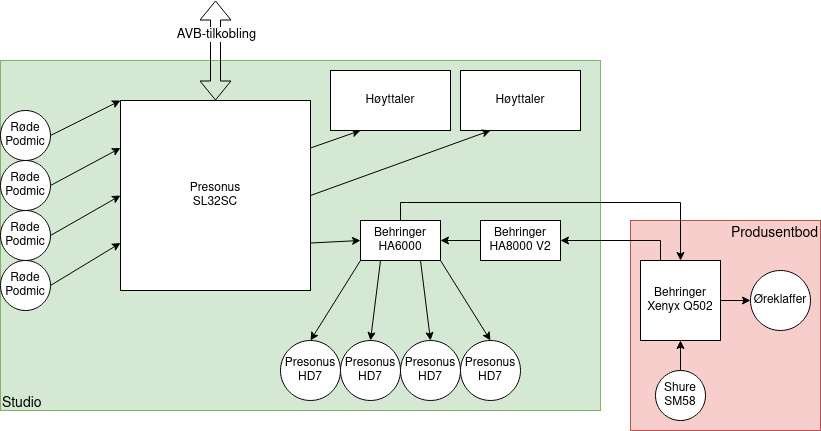 AVB-tilkobling
Høyttaler
Høyttaler
Røde
Podmic
Røde
Podmic
Røde
Podmic
Røde
Podmic
Presonus
SL32SC
Behringer
HA6000
Behringer
HA8000 V2
Produsentbod
Behringer
Xenyx Q502
Øreklaffer
Presonus
HD7
Presonus
HD7
Presonus
HD7
Presonus
HD7
Shure
SM58
Studio